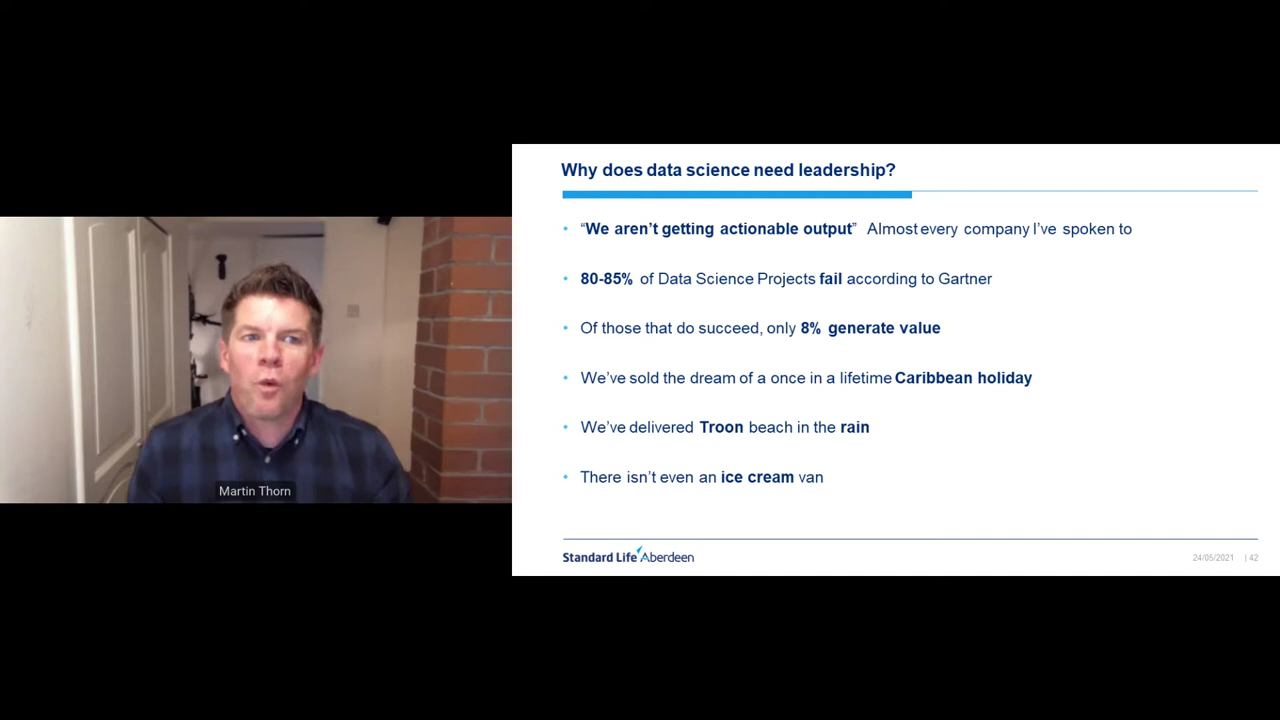 Why does data science need leadership?
• “We aren’t getting actionable output” Almost every company I’ve spoken to
• 80-85% of Data Science Projects fail according to Gartner
• Of those that do succeed, only 8% generate value
• We’ve sold the dream of a once in a lifetime Caribbean holiday
• We’ve delivered Troon beach in the rain
• There isn’t even an ice cream van
Martin Thorn
Standard Life Aberdeen
24/05/2021 | 42